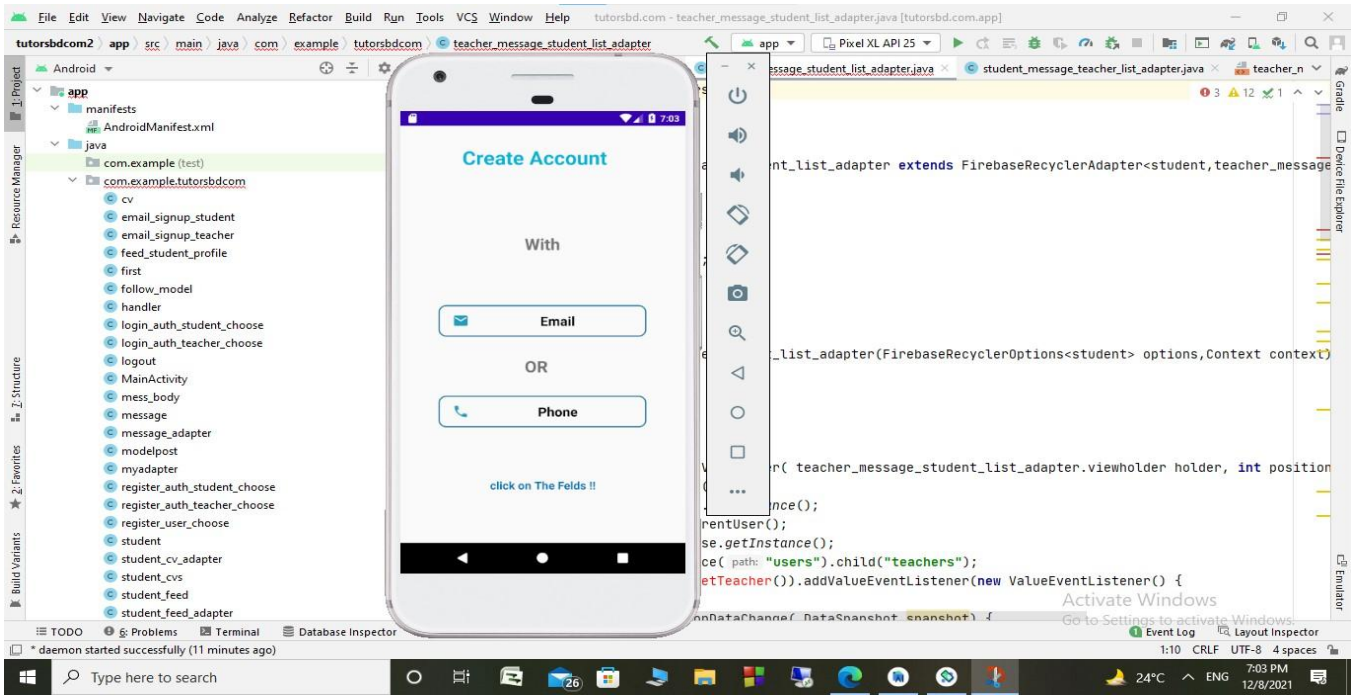 File Edit View Navigate Code Analyze Refactor Build Run Tools VCS Window Help tutorsbd.com - teacher_message_student_list_adapter.java [tutorsbd.com.app]
tutorsbdcom2 app src main java com example tutorsbdcom teacher_message_student_list_adapter app Pixel XL API 25
Android
essage_student_list_adapter.java student_message_teacher_list_adapter.java teacher_n
1: Project
Resource Manager
7: Structure
2: Favorites
Build Variants
app
manifests
AndroidManifest.xml
java
com.example (test)
com.example.tutorsbdcom
cv
email_signup_student
email_signup_teacher
feed_student_profile
first
follow_model
handler
login_auth_student_choose
login_auth_teacher_choose
logout
MainActivity
mess_body
message
message_adapter
modelpost
myadapter
register_auth_student_choose
register_auth_teacher_choose
register_user_choose
student
student_cv_adapter
student_cvs
student_feed
student_feed_adapter
7:03
Create Account
With
Email
OR
Phone
click on The Felds !!
3 12 1
nt_list_adapter extends FirebaseRecyclerAdapter<student,teacher_message
;
_list_adapter(FirebaseRecyclerOptions<student> options,Context context)
er( teacher_message_student_list_adapter.viewholder holder, int position
nce();
rentUser();
se.getInstance();
ce( path: "users").child("teachers");
etTeacher()).addValueEventListener(new ValueEventListener() {
onDataChange( DataSnapshot snapshot) {
Gradle
Device File Explorer
Emulator
Activate Windows
Go to Settings to activate Windows.
TODO 6: Problems Terminal Database Inspector Event Log Layout Inspector
* daemon started successfully (11 minutes ago) 1:10 CRLF UTF-8 4 spaces
Type here to search 26 24°C ENG 7:03 PM
12/8/2021